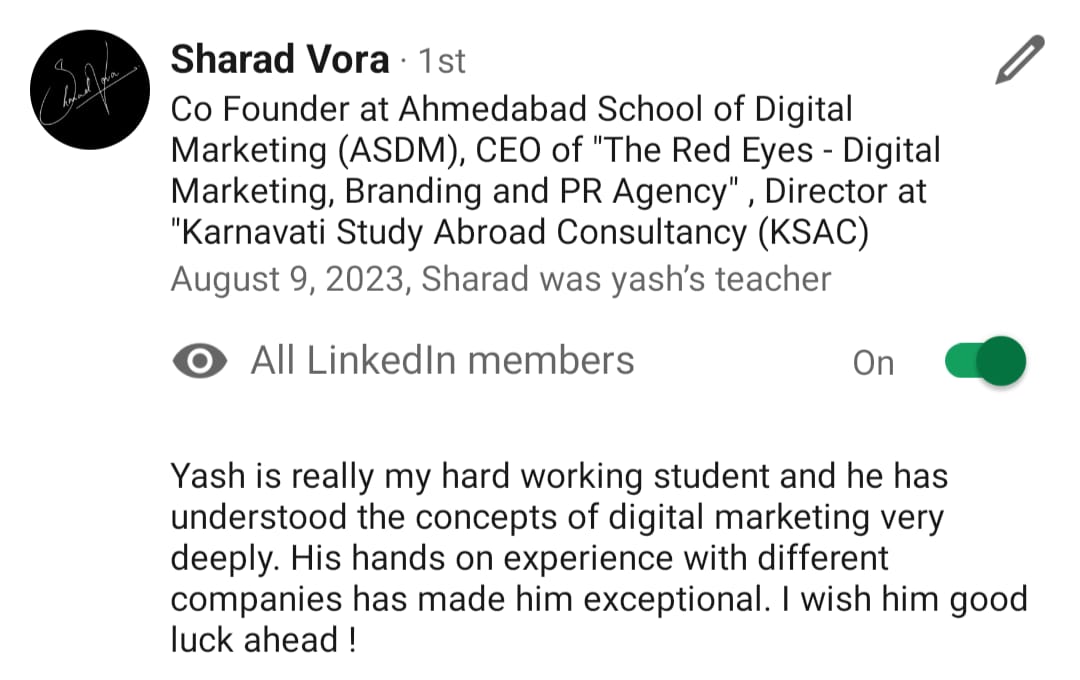 Sharad Vora
Sharad Vora · 1st
Co Founder at Ahmedabad School of Digital
Marketing (ASDM), CEO of "The Red Eyes - Digital
Marketing, Branding and PR Agency" , Director at
"Karnavati Study Abroad Consultancy (KSAC)
August 9, 2023, Sharad was yash's teacher
All LinkedIn members On
Yash is really my hard working student and he has
understood the concepts of digital marketing very
deeply. His hands on experience with different
companies has made him exceptional. I wish him good
luck ahead !